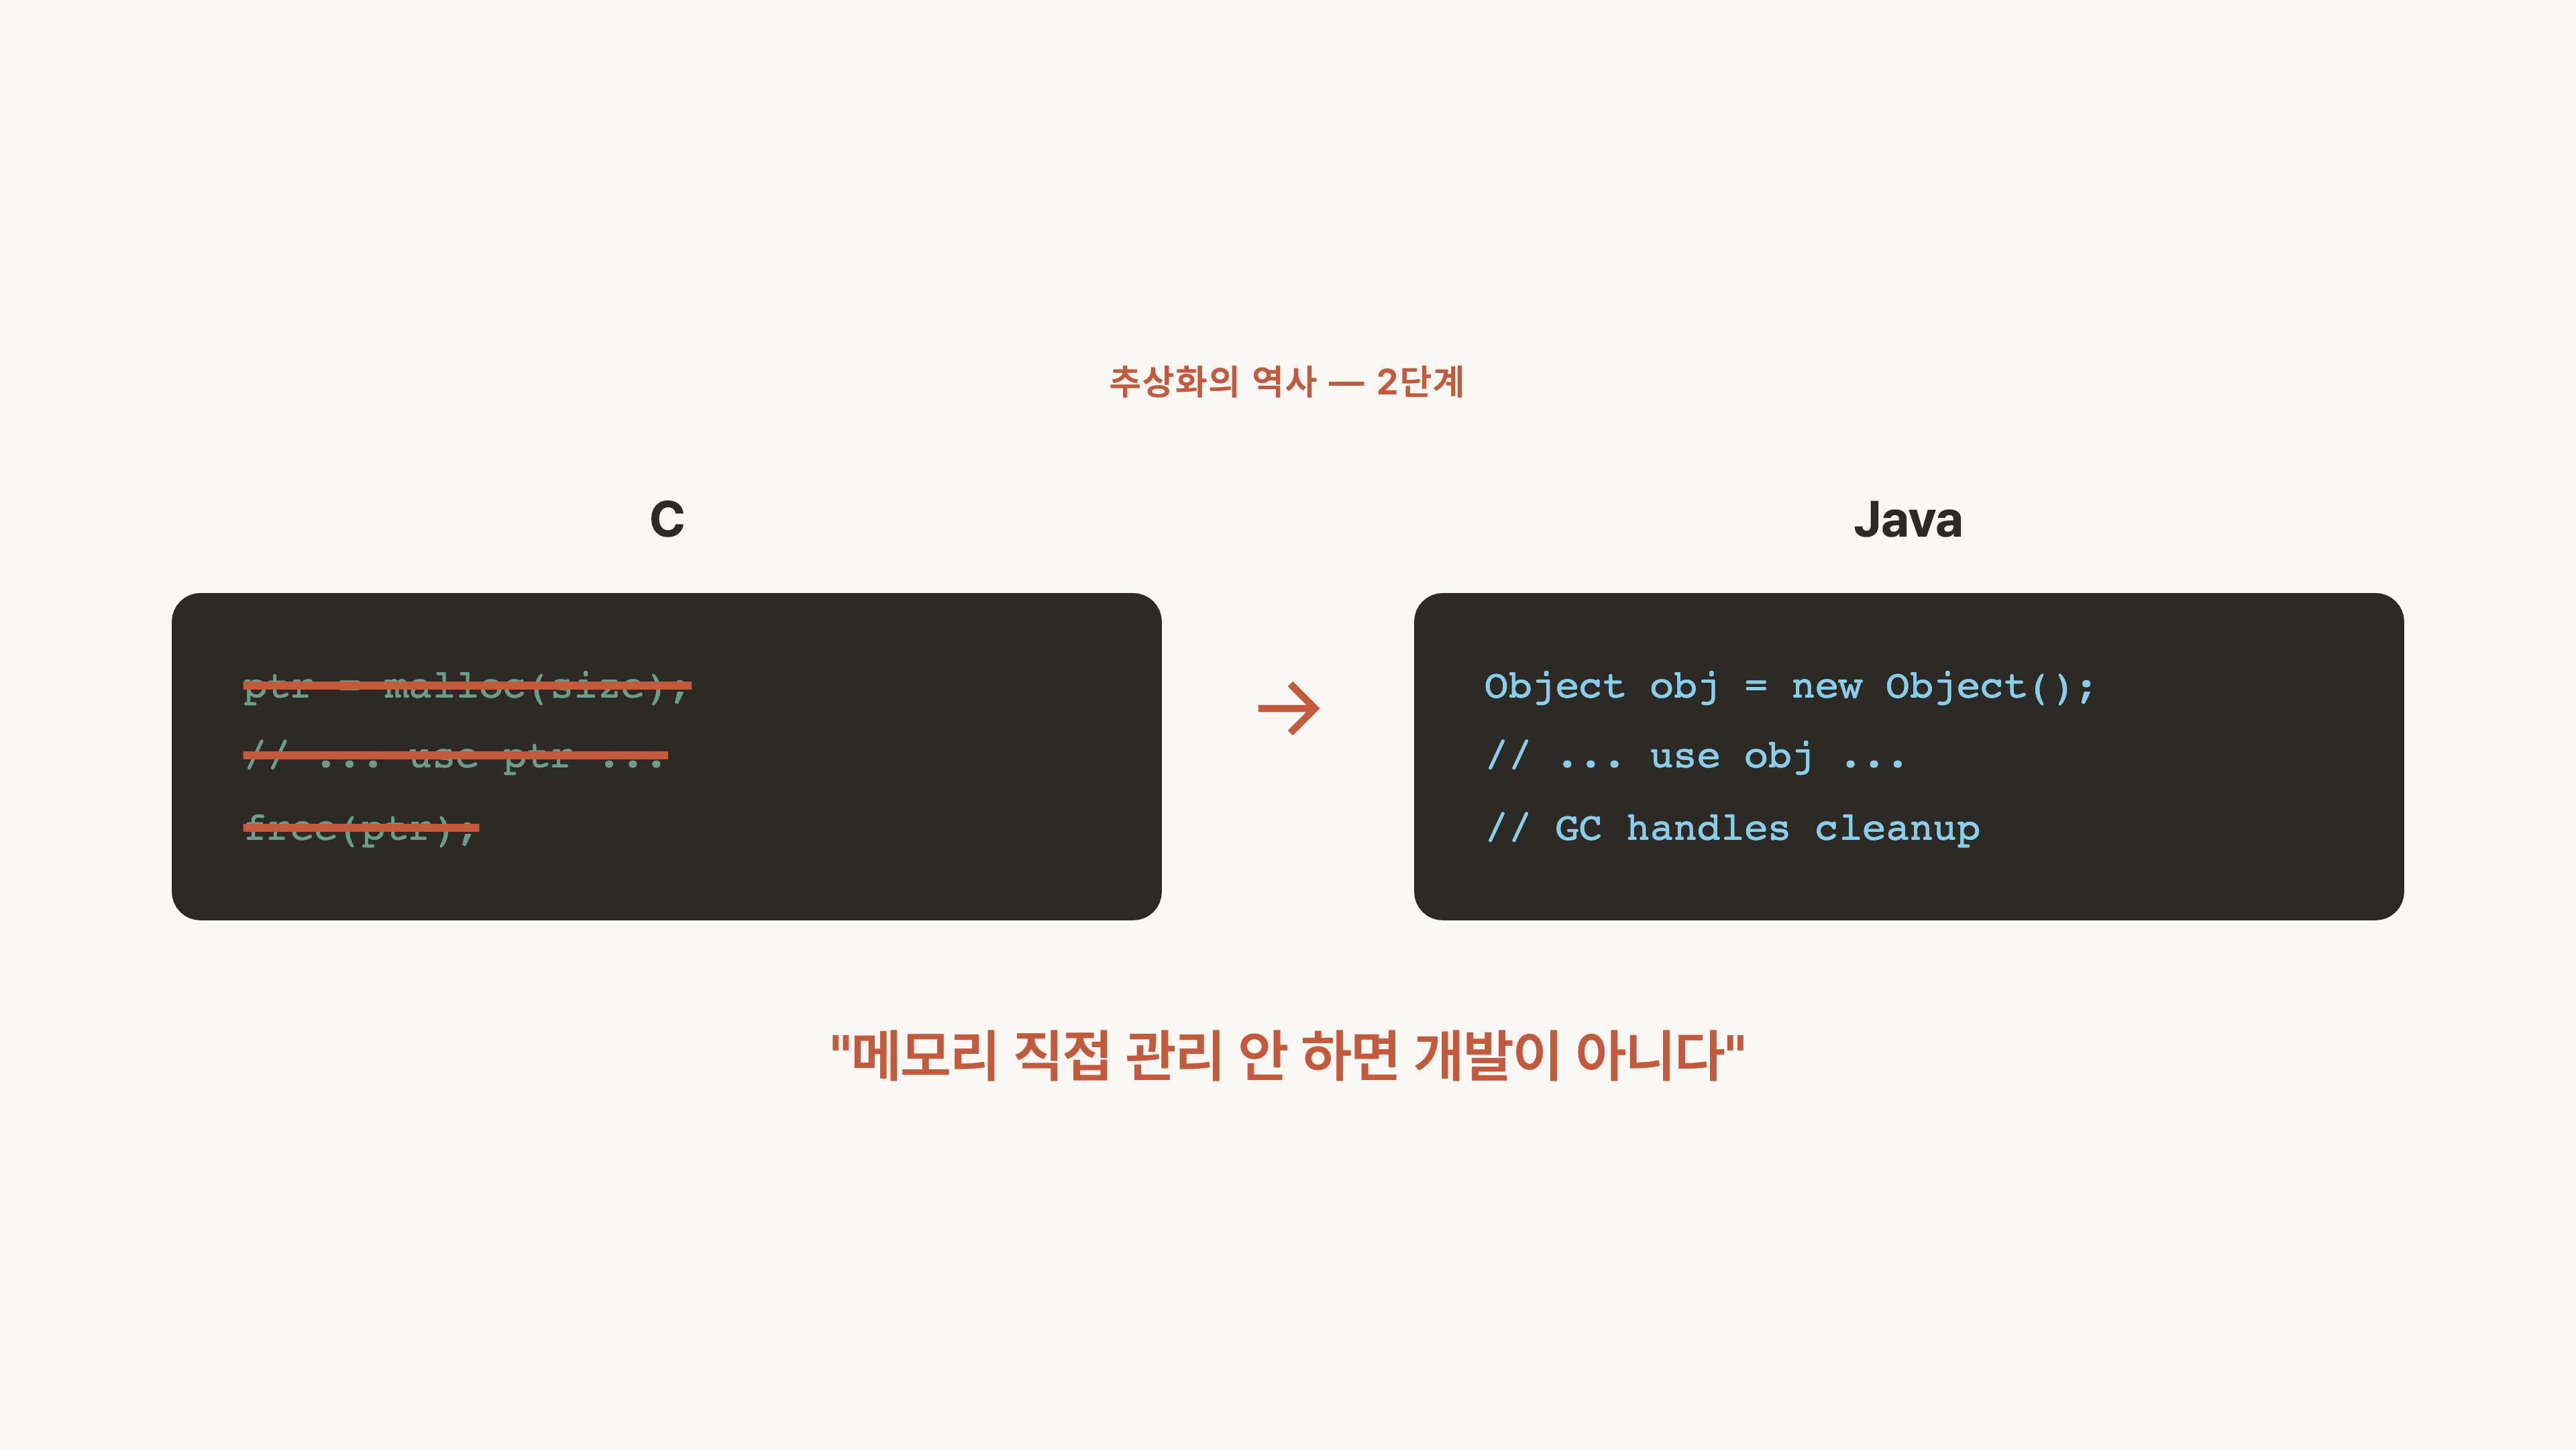 추상화의 역사 — 2단계
C
ptr = malloc(size);
// ... use ptr ...
free(ptr);
→
Java
Object obj = new Object();
// ... use obj ...
// GC handles cleanup
"메모리 직접 관리 안 하면 개발이 아니다"